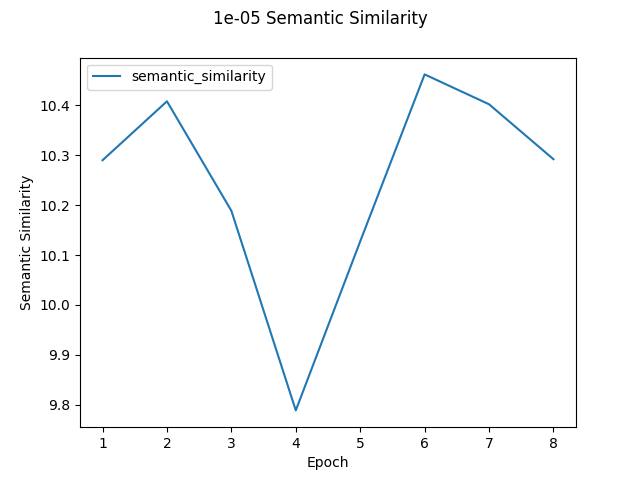 1e-05 Semantic Similarity
semantic_similarity
Semantic Similarity
10.4
10.3
10.2
10.1
10.0
9.9
9.8
1 2 3 4 5 6 7 8
Epoch